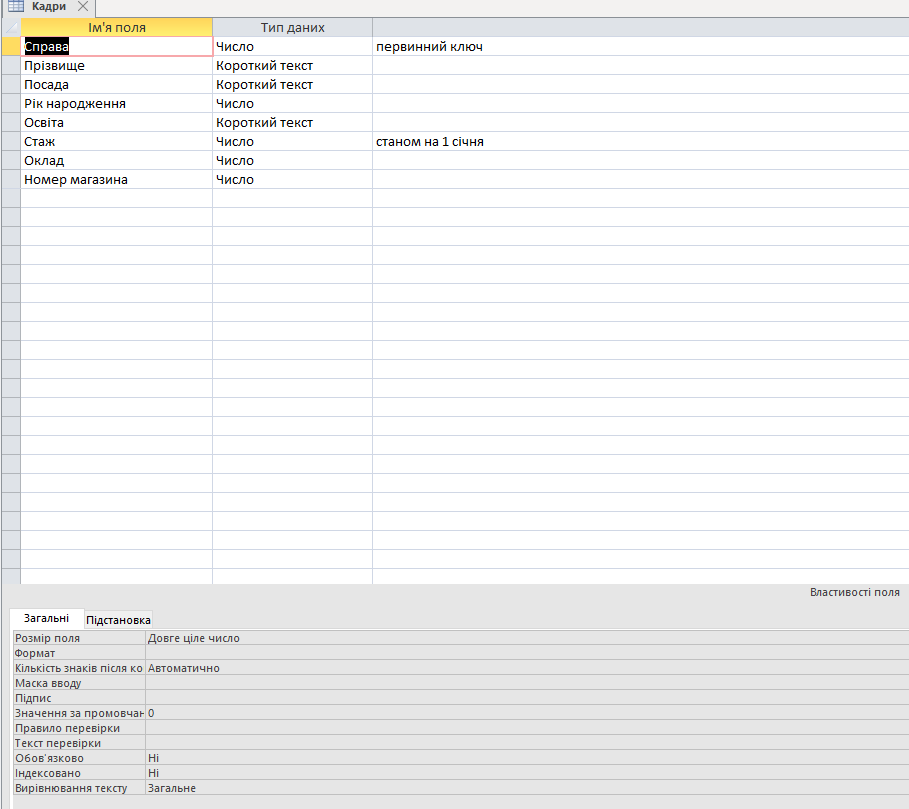 Кадри
Ім'я поля Тип даних
Справа Число первинний ключ
Прізвище Короткий текст
Посада Короткий текст
Рік народження Число
Освіта Короткий текст
Стаж Число станом на 1 січня
Оклад Число
Номер магазина Число
Властивості поля
Загальні Підстановка
Розмір поля Довге ціле число
Формат
Кількість знаків після ко Автоматично
Маска вводу
Підпис
Значення за промовчан 0
Правило перевірки
Текст перевірки
Обов'язково Ні
Індексовано Ні
Вирівнювання тексту Загальне